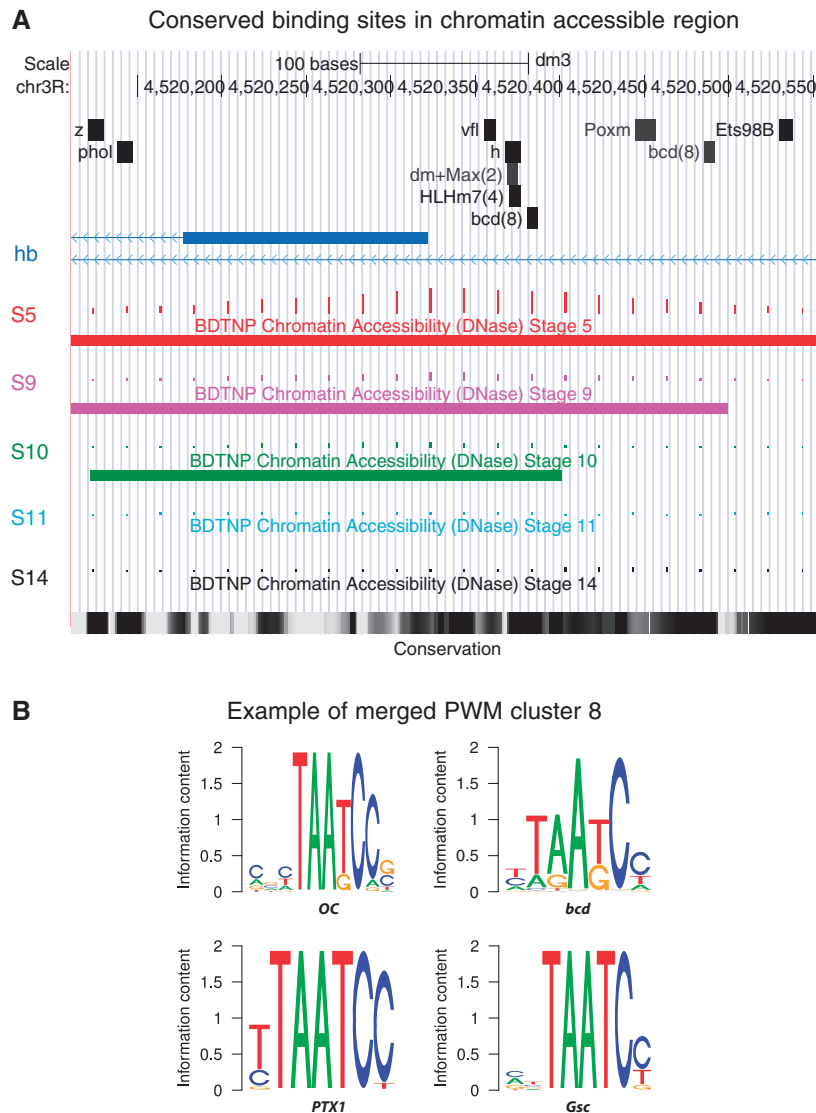 A Conserved binding sites in chromatin accessible region
Scale 100 bases dm3
chr3R: 4,520,200 4,520,250 4,520,300 4,520,350 4,520,400 4,520,450 4,520,500 4,520,550
z vfl Poxm Ets98B
phol h bcd(8)
dm+Max(2)
HLHm7(4)
bcd(8)
hb
S5
BDTNP Chromatin Accessibility (DNase) Stage 5
S9
BDTNP Chromatin Accessibility (DNase) Stage 9
S10
BDTNP Chromatin Accessibility (DNase) Stage 10
S11
BDTNP Chromatin Accessibility (DNase) Stage 11
S14
BDTNP Chromatin Accessibility (DNase) Stage 14
Conservation
B Example of merged PWM cluster 8
Information content
2
1.5
1
0.5
0
TAATCC
OC
Information content
2
1.5
1
0.5
0
TAATCC
bcd
Information content
2
1.5
1
0.5
0
TTAATCC
PTX1
Information content
2
1.5
1
0.5
0
TAATCC
Gsc